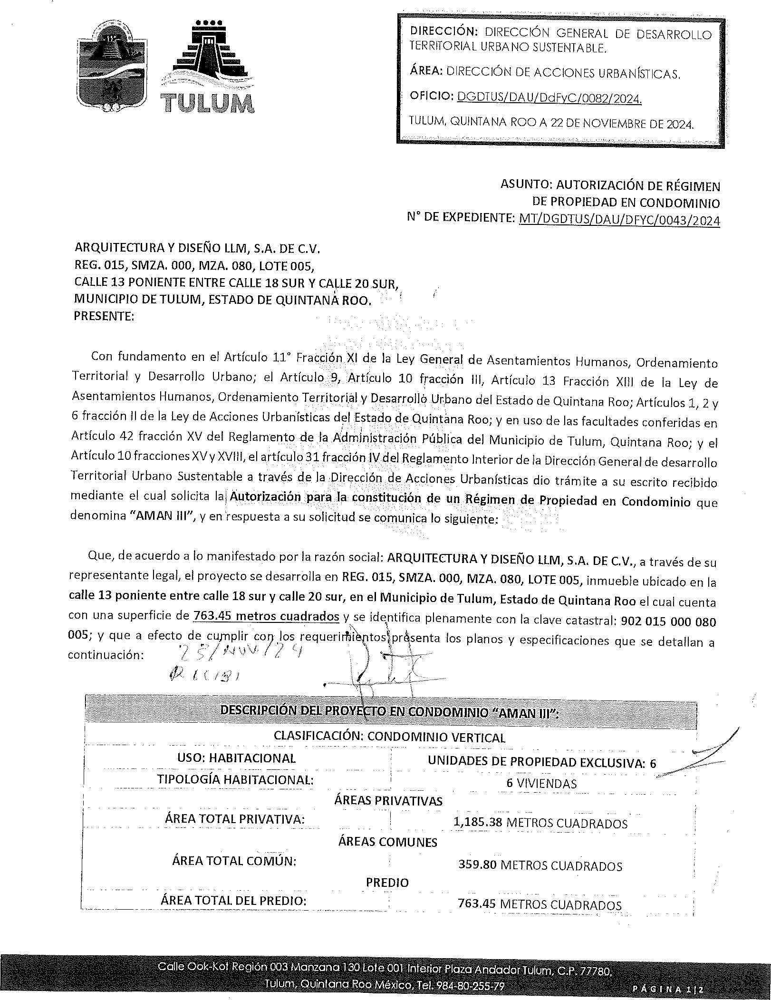 TULUM
DIRECCIÓN: DIRECCIÓN GENERAL DE DESARROLLO
TERRITORIAL URBANO SUSTENTABLE.
ÁREA: DIRECCIÓN DE ACCIONES URBANÍSTICAS.
OFICIO: DGDTUS/DAU/DdFyC/0082/2024.
TULUM, QUINTANA ROO A 22 DE NOVIEMBRE DE 2024.
ASUNTO: AUTORIZACIÓN DE RÉGIMEN
DE PROPIEDAD EN CONDOMINIO
N° DE EXPEDIENTE: MT/DGDTUS/DAU/DFYC/0043/2024
ARQUITECTURA Y DISEÑO LLM, S.A. DE C.V.
REG. 015, SMZA. 000, MZA. 080, LOTE 005,
CALLE 13 PONIENTE ENTRE CALLE 18 SUR Y CALLE 20 SUR,
MUNICIPIO DE TULUM, ESTADO DE QUINTANA ROO.
PRESENTE:
Con fundamento en el Artículo 11° Fracción XI de la Ley General de Asentamientos Humanos, Ordenamiento
Territorial y Desarrollo Urbano; el Artículo 9, Artículo 10 fracción III, Artículo 13 Fracción XIII de la Ley de
Asentamientos Humanos, Ordenamiento Territorial y Desarrollo Urbano del Estado de Quintana Roo; Artículos 1, 2 y
6 fracción II de la Ley de Acciones Urbanísticas del Estado de Quintana Roo; y en uso de las facultades conferidas en
Artículo 42 fracción XV del Reglamento de la Administración Pública del Municipio de Tulum, Quintana Roo; y el
Artículo 10 fracciones XV y XVIII, el artículo 31 fracción IV del Reglamento Interior de la Dirección General de desarrollo
Territorial Urbano Sustentable a través de la Dirección de Acciones Urbanísticas dio trámite a su escrito recibido
mediante el cual solicita la Autorización para la constitución de un Régimen de Propiedad en Condominio que
denomina "AMAN III", y en respuesta a su solicitud se comunica lo siguiente:
Que, de acuerdo a lo manifestado por la razón social: ARQUITECTURA Y DISEÑO LLM, S.A. DE C.V., a través de su
representante legal, el proyecto se desarrolla en REG. 015, SMZA. 000, MZA. 080, LOTE 005, inmueble ubicado en la
calle 13 poniente entre calle 18 sur y calle 20 sur, en el Municipio de Tulum, Estado de Quintana Roo el cual cuenta
con una superficie de 763.45 metros cuadrados y se identifica plenamente con la clave catastral: 902 015 000 080
005; y que a efecto de cumplir con los requerimientos presenta los planos y especificaciones que se detallan a
continuación:
RECIBI
DESCRIPCIÓN DEL PROYECTO EN CONDOMINIO "AMAN III":
CLASIFICACIÓN: CONDOMINIO VERTICAL
USO: HABITACIONAL UNIDADES DE PROPIEDAD EXCLUSIVA: 6
TIPOLOGÍA HABITACIONAL: 6 VIVIENDAS
ÁREAS PRIVATIVAS
ÁREA TOTAL PRIVATIVA: 1,185.38 METROS CUADRADOS
ÁREAS COMUNES
ÁREA TOTAL COMÚN: 359.80 METROS CUADRADOS
PREDIO
ÁREA TOTAL DEL PREDIO: 763.45 METROS CUADRADOS
Calle Ook-Kot Región 003 Manzana 130 Lote 001 Interior Plaza Andador Tulum, C.P. 77780,
Tulum, Quintana Roo México, Tel. 984-80-255-79
PÁGINA 1|2